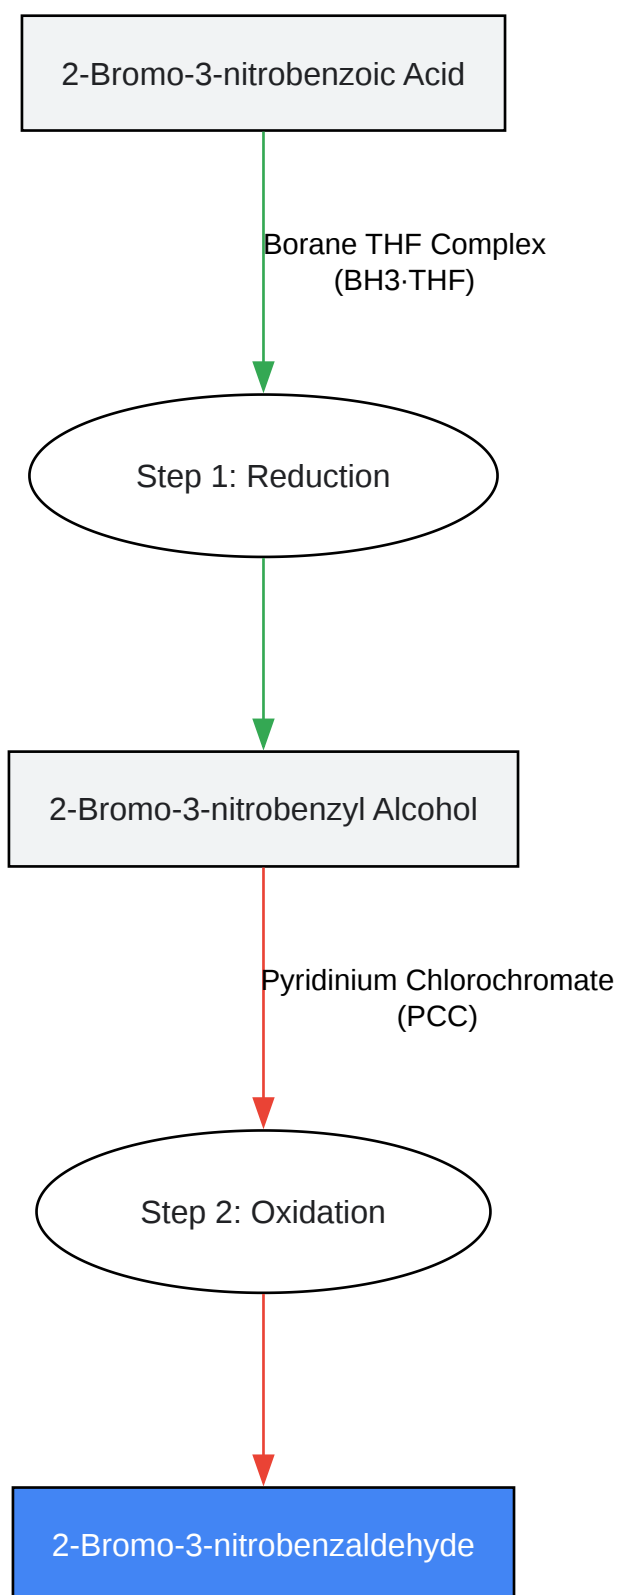 2-Bromo-3-nitrobenzoic Acid
Borane THF Complex
(BH3·THF)
Step 1: Reduction
2-Bromo-3-nitrobenzyl Alcohol
Pyridinium Chlorochromate
(PCC)
Step 2: Oxidation
2-Bromo-3-nitrobenzaldehyde